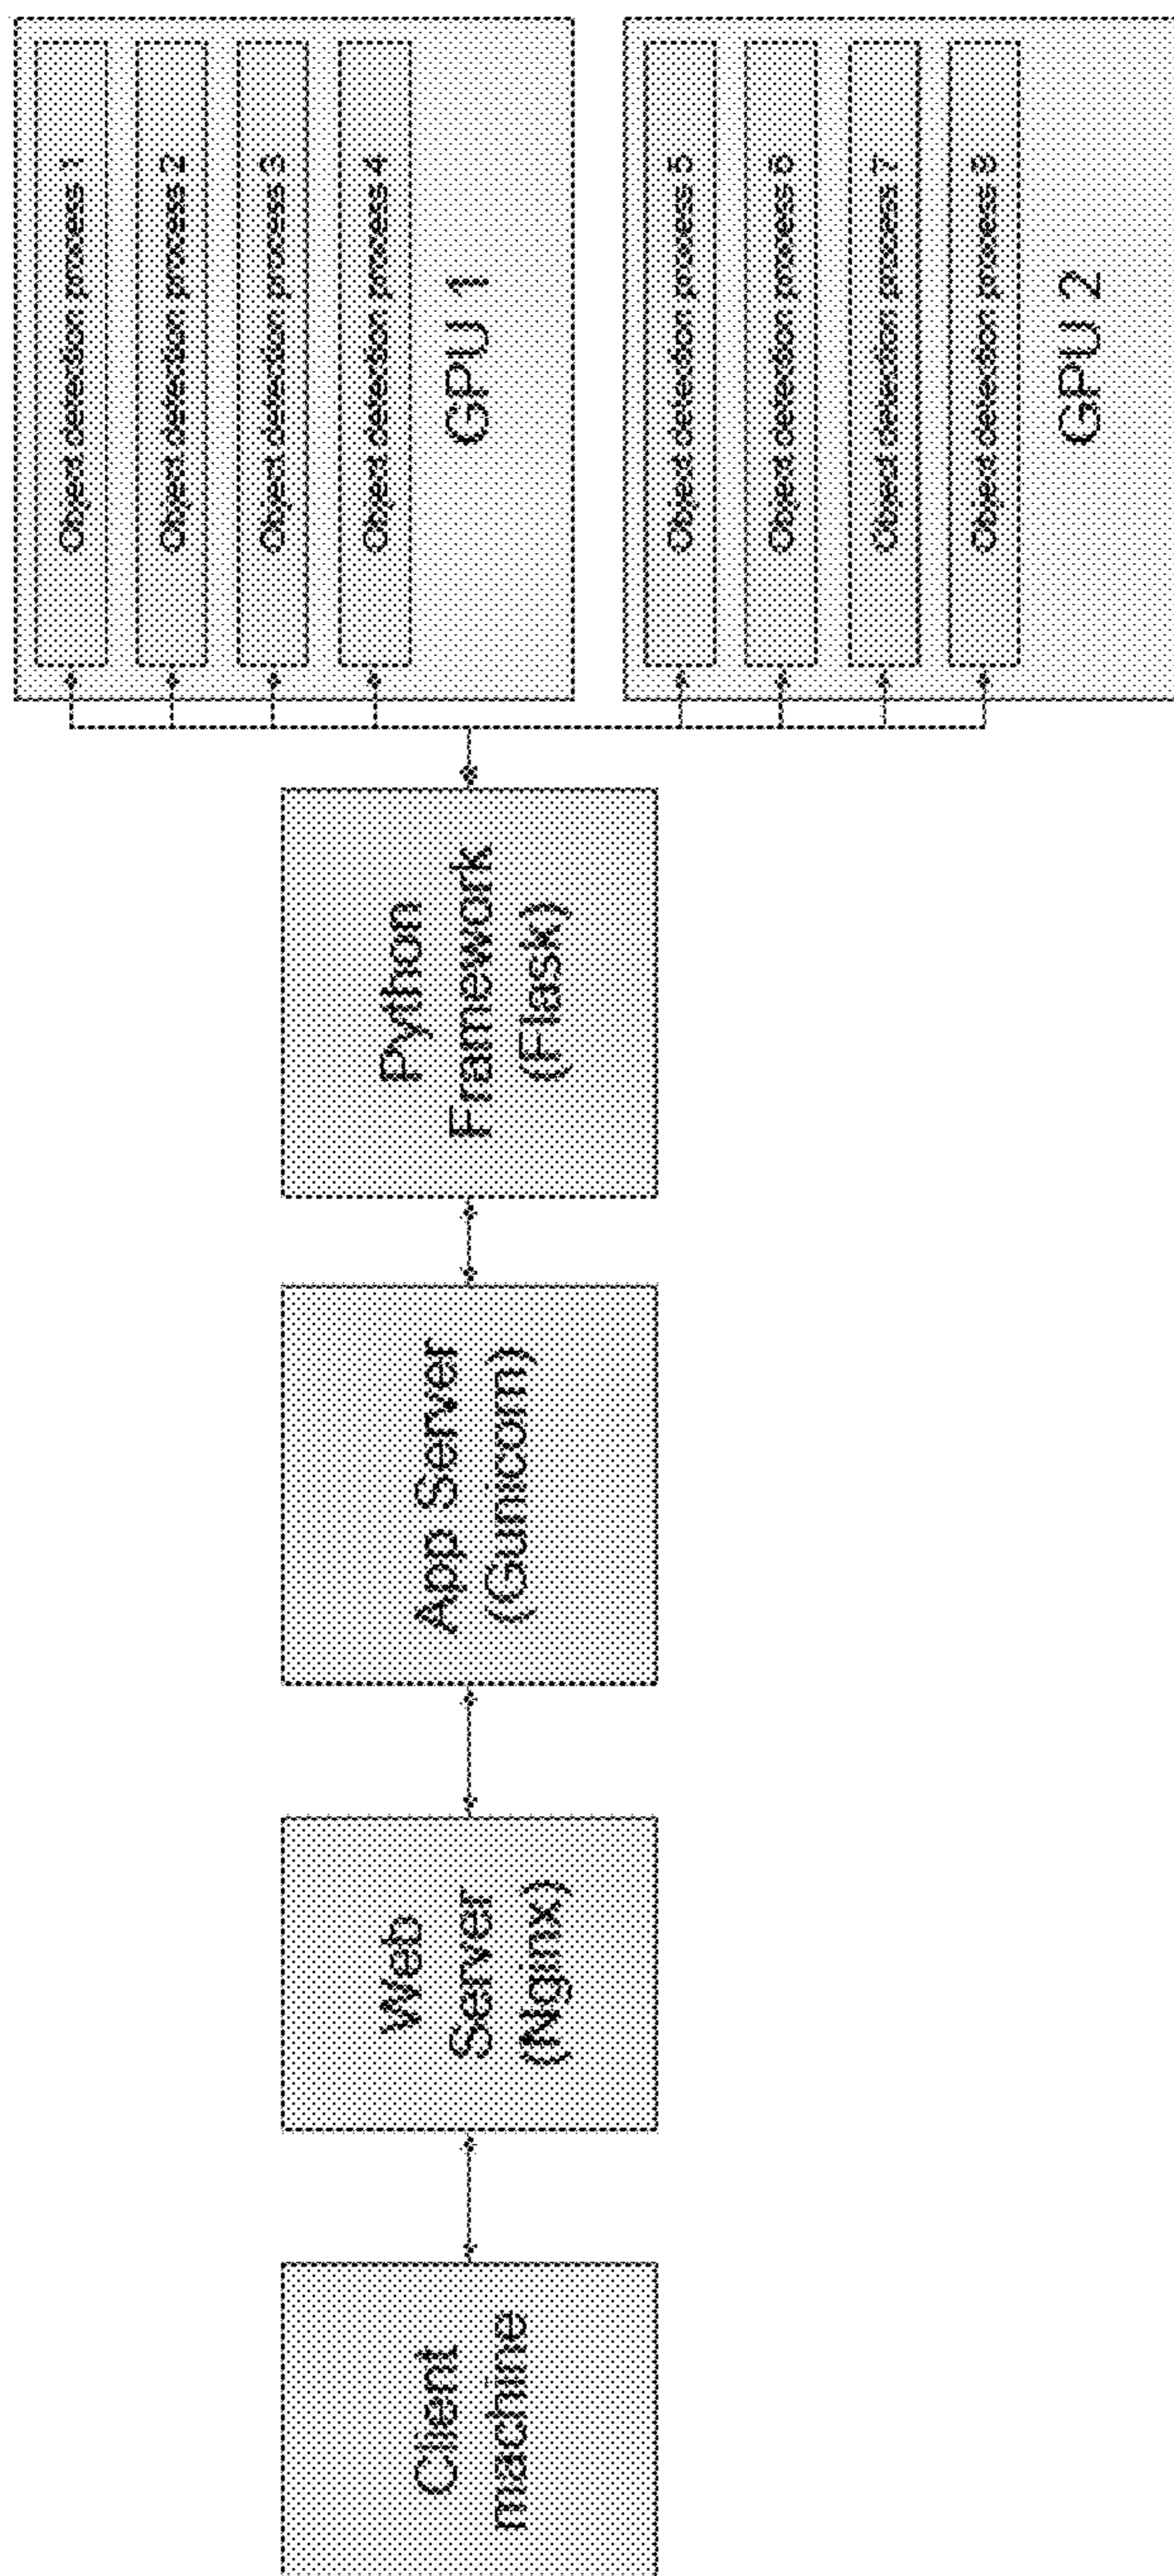 Client
machine
Web
Server
(Nginx)
App Server
(Gunicorn)
Python
Framework
(Flask)
Object detection process 1
Object detection process 2
Object detection process 3
Object detection process 4
GPU 1
Object detection process 5
Object detection process 6
Object detection process 7
Object detection process 8
GPU 2